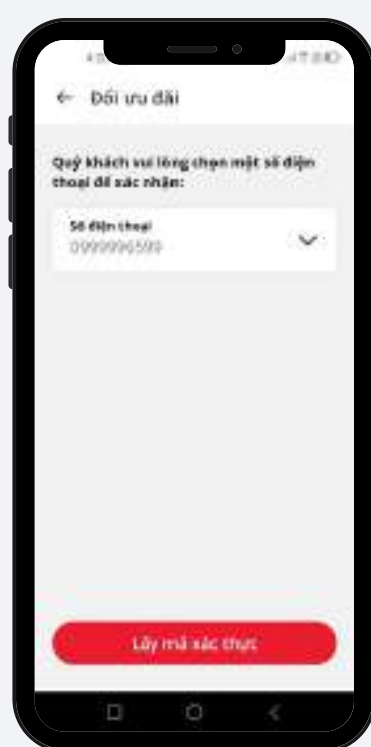 ← Đổi ưu đãi
Quý khách vui lòng chọn một số điện
thoại để xác nhận:
Số điện thoại
0999996599
Lấy mã xác thực